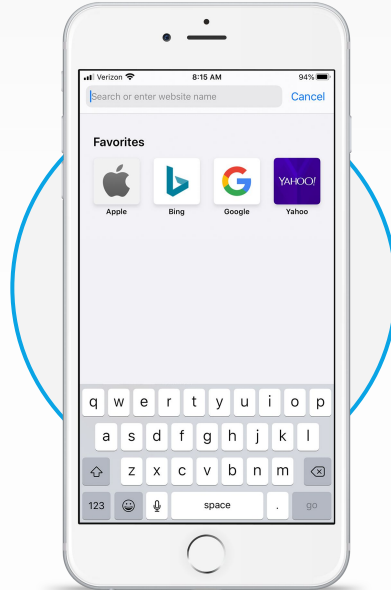 Verizon 8:15 AM 94%
Search or enter website name Cancel
Favorites
YAHOO!
Apple Bing Google Yahoo
q w e r t y u i o p
a s d f g h j k l
z x c v b n m
123 space . go